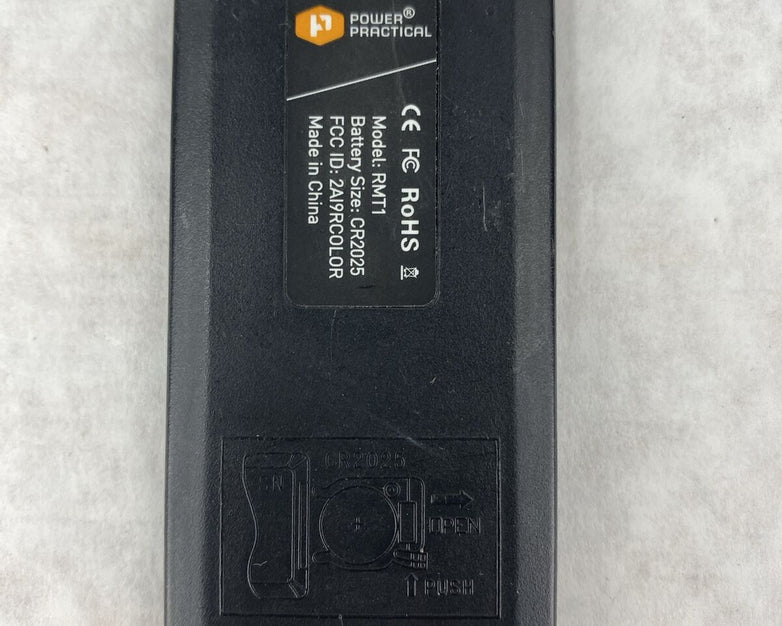 POWER®
PRACTICAL
CE FC RoHS
Model: RMT1
Battery Size: CR2025
FCC ID: 2AI9RCOLOR
Made in China
CR2025
OPEN
PUSH